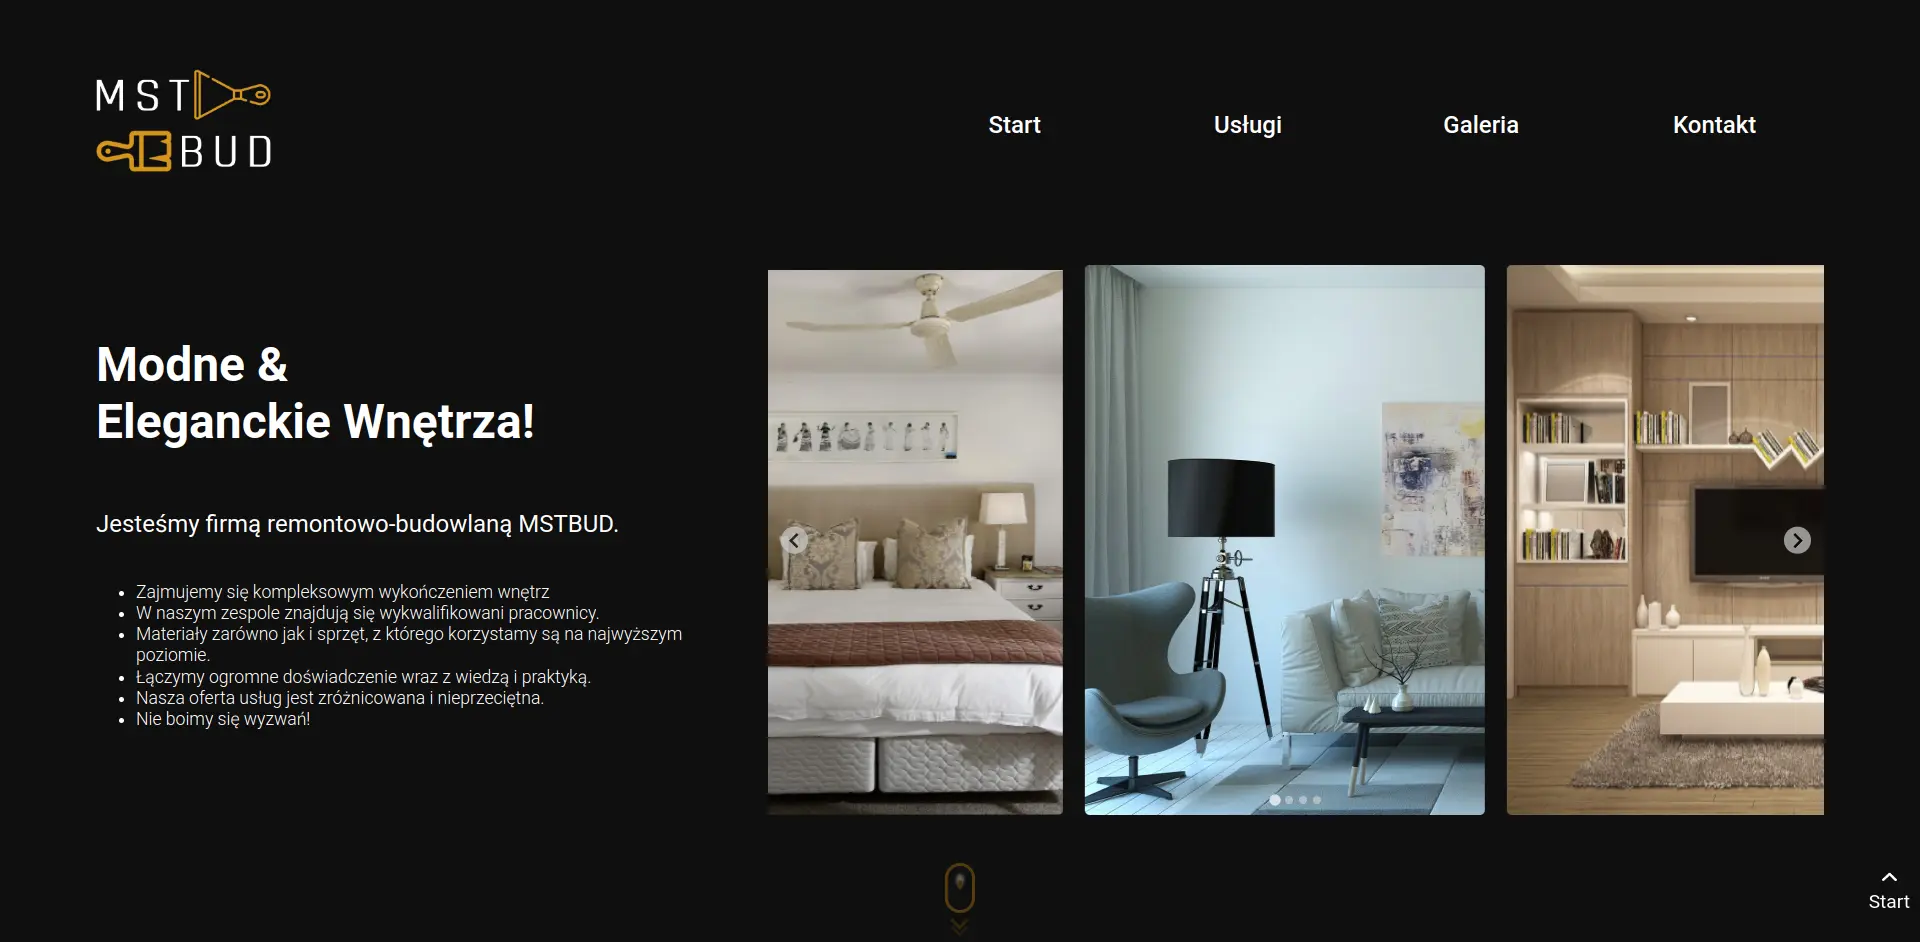 MST
BUD
Start
Usługi
Galeria
Kontakt
Modne &
Eleganckie Wnętrza!
Jesteśmy firmą remontowo-budowlaną MSTBUD.
Zajmujemy się kompleksowym wykończeniem wnętrz
W naszym zespole znajdują się wykwalifikowani pracownicy.
Materiały zarówno jak i sprzęt, z którego korzystamy są na najwyższym
poziomie.
Łączymy ogromne doświadczenie wraz z wiedzą i praktyką.
Nasza oferta usług jest zróżnicowana i nieprzeciętna.
Nie boimy się wyzwań!
Start